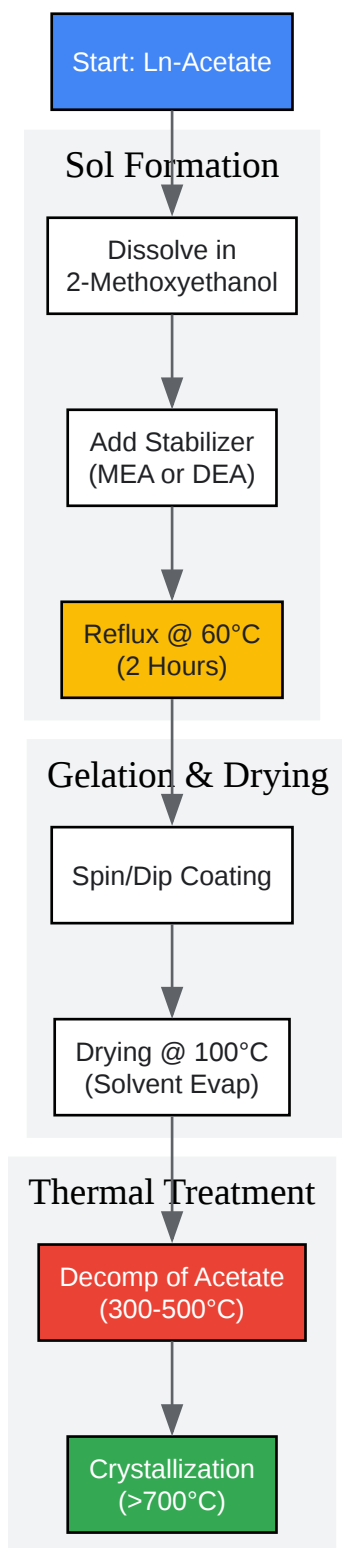 Start: Ln-Acetate
Sol Formation
Dissolve in
2-Methoxyethanol
Add Stabilizer
(MEA or DEA)
Reflux @ 60°C
(2 Hours)
Gelation & Drying
Spin/Dip Coating
Drying @ 100°C
(Solvent Evap)
Thermal Treatment
Decomp of Acetate
(300-500°C)
Crystallization
(>700°C)